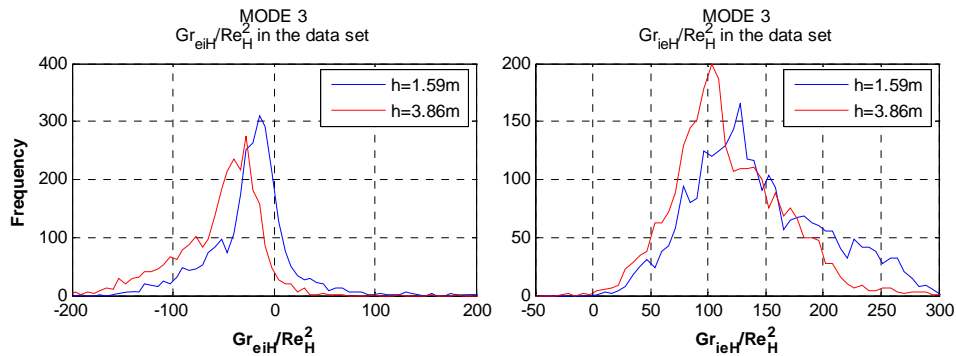 MODE 3
Gr_eiH/Re_H^2 in the data set
400
300
200
100
0
-200
-100
0
100
200
Frequency
Gr_eiH/Re_H^2
h=1.59m
h=3.86m
MODE 3
Gr_ieH/Re_H^2 in the data set
200
150
100
50
0
-50
0
50
100
150
200
250
300
Gr_ieH/Re_H^2
h=1.59m
h=3.86m